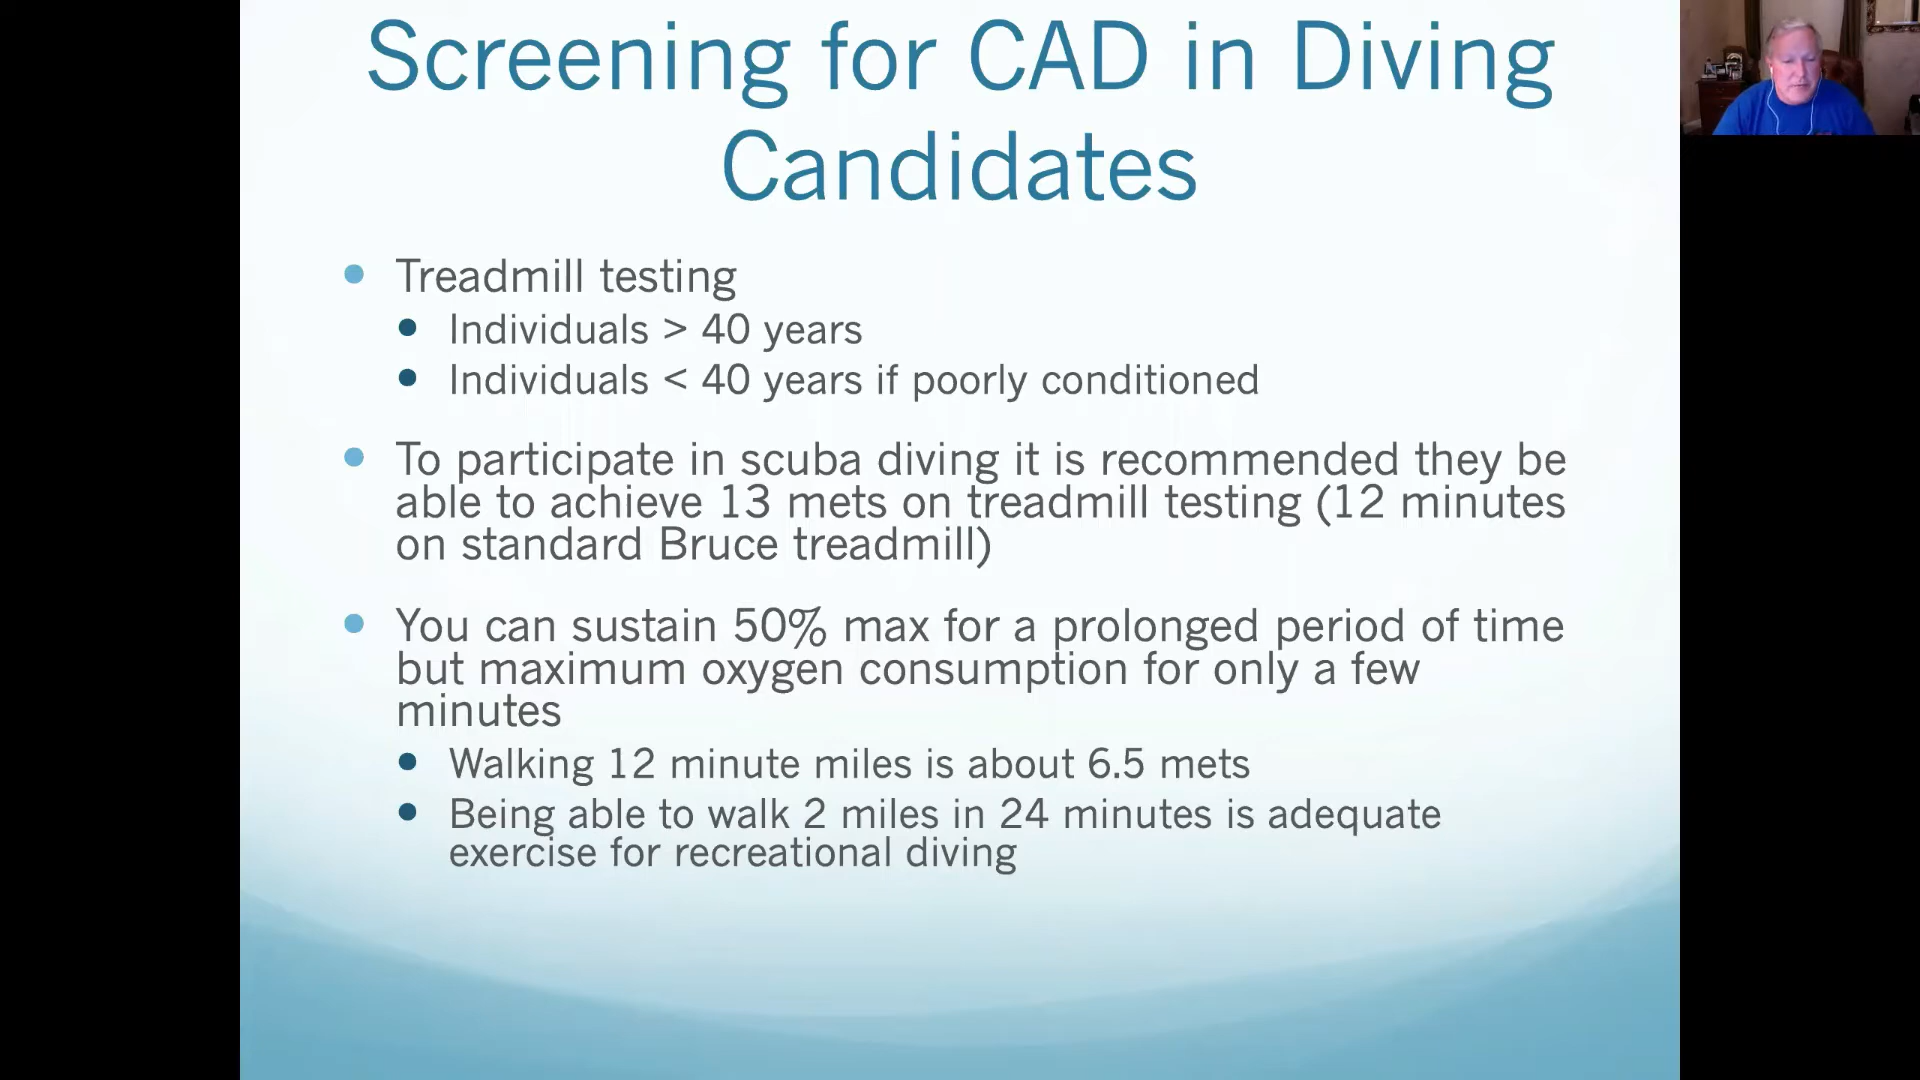 Screening for CAD in Diving
Candidates
Treadmill testing
Individuals > 40 years
Individuals < 40 years if poorly conditioned
To participate in scuba diving it is recommended they be
able to achieve 13 mets on treadmill testing (12 minutes
on standard Bruce treadmill)
You can sustain 50% max for a prolonged period of time
but maximum oxygen consumption for only a few
minutes
Walking 12 minute miles is about 6.5 mets
Being able to walk 2 miles in 24 minutes is adequate
exercise for recreational diving